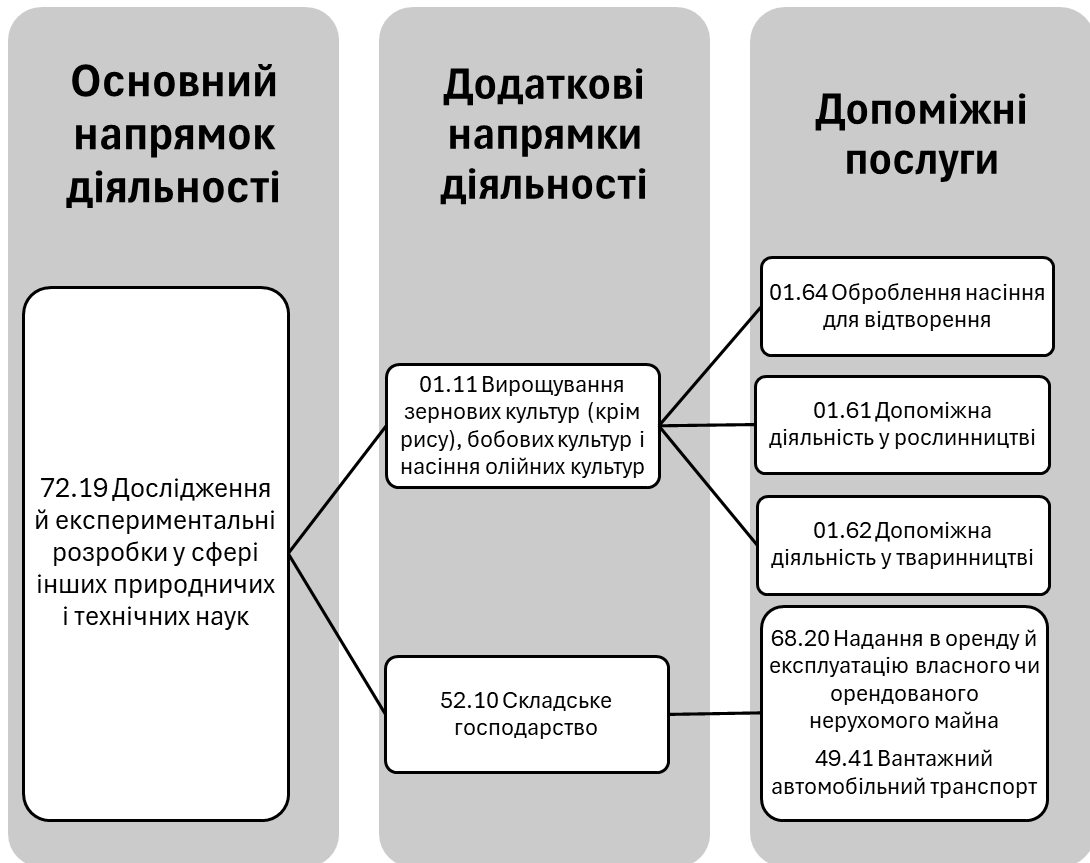 Основний
напрямок
діяльності
72.19 Дослідження
й експериментальні
розробки у сфері
інших природничих
і технічних наук
Додаткові
напрямки
діяльності
01.11 Вирощування
зернових культур (крім
рису), бобових культур і
насіння олійних культур
52.10 Складське
господарство
Допоміжні
послуги
01.64 Оброблення насіння
для відтворення
01.61 Допоміжна
діяльність у рослинництві
01.62 Допоміжна
діяльність у тваринництві
68.20 Надання в оренду й
експлуатацію власного чи
орендованого
нерухомого майна
49.41 Вантажний
автомобільний транспорт